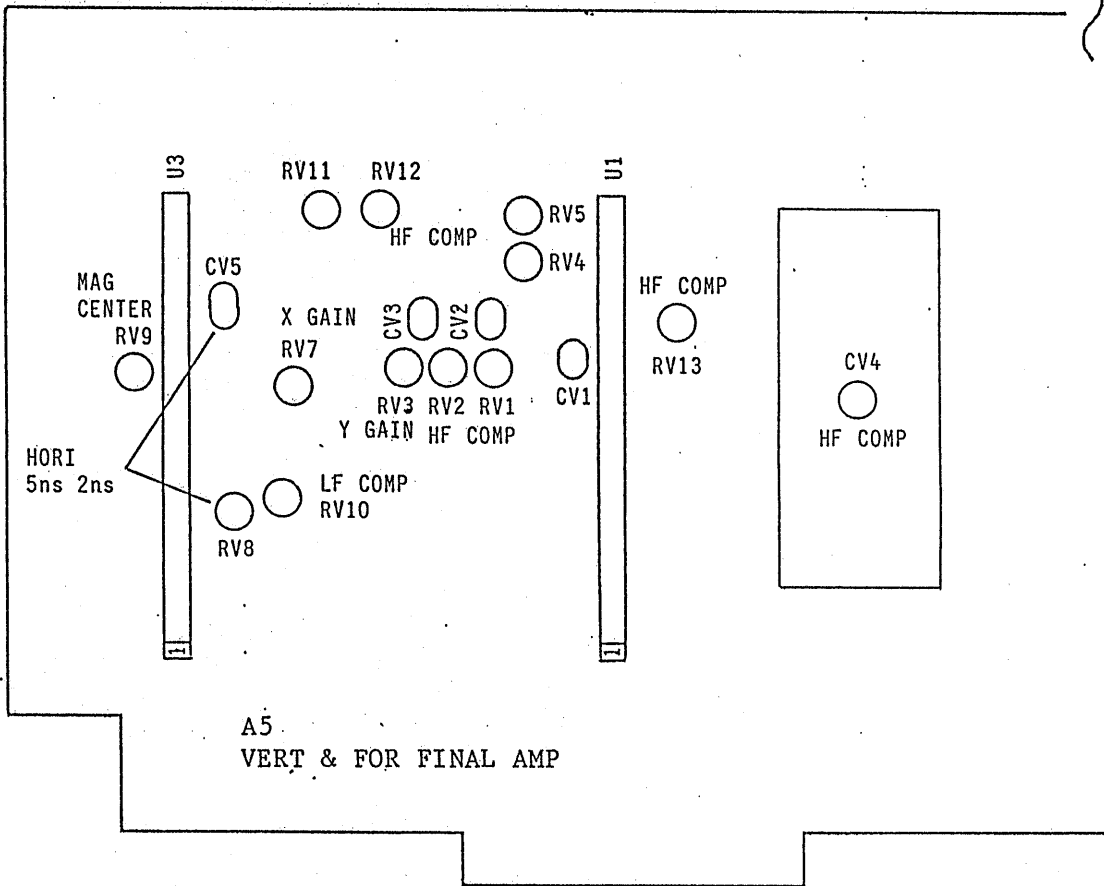 U3
RV11 RV12
U1
RV5
HF COMP
RV4
MAG
CENTER
RV9
CV5
X GAIN
RV7
CV3 CV2
HF COMP
RV13
CV1
CV4
HF COMP
RV3 RV2 RV1
Y GAIN HF COMP
HORI
5ns 2ns
LF COMP
RV10
RV8
1
1
A5
VERT & FOR FINAL AMP